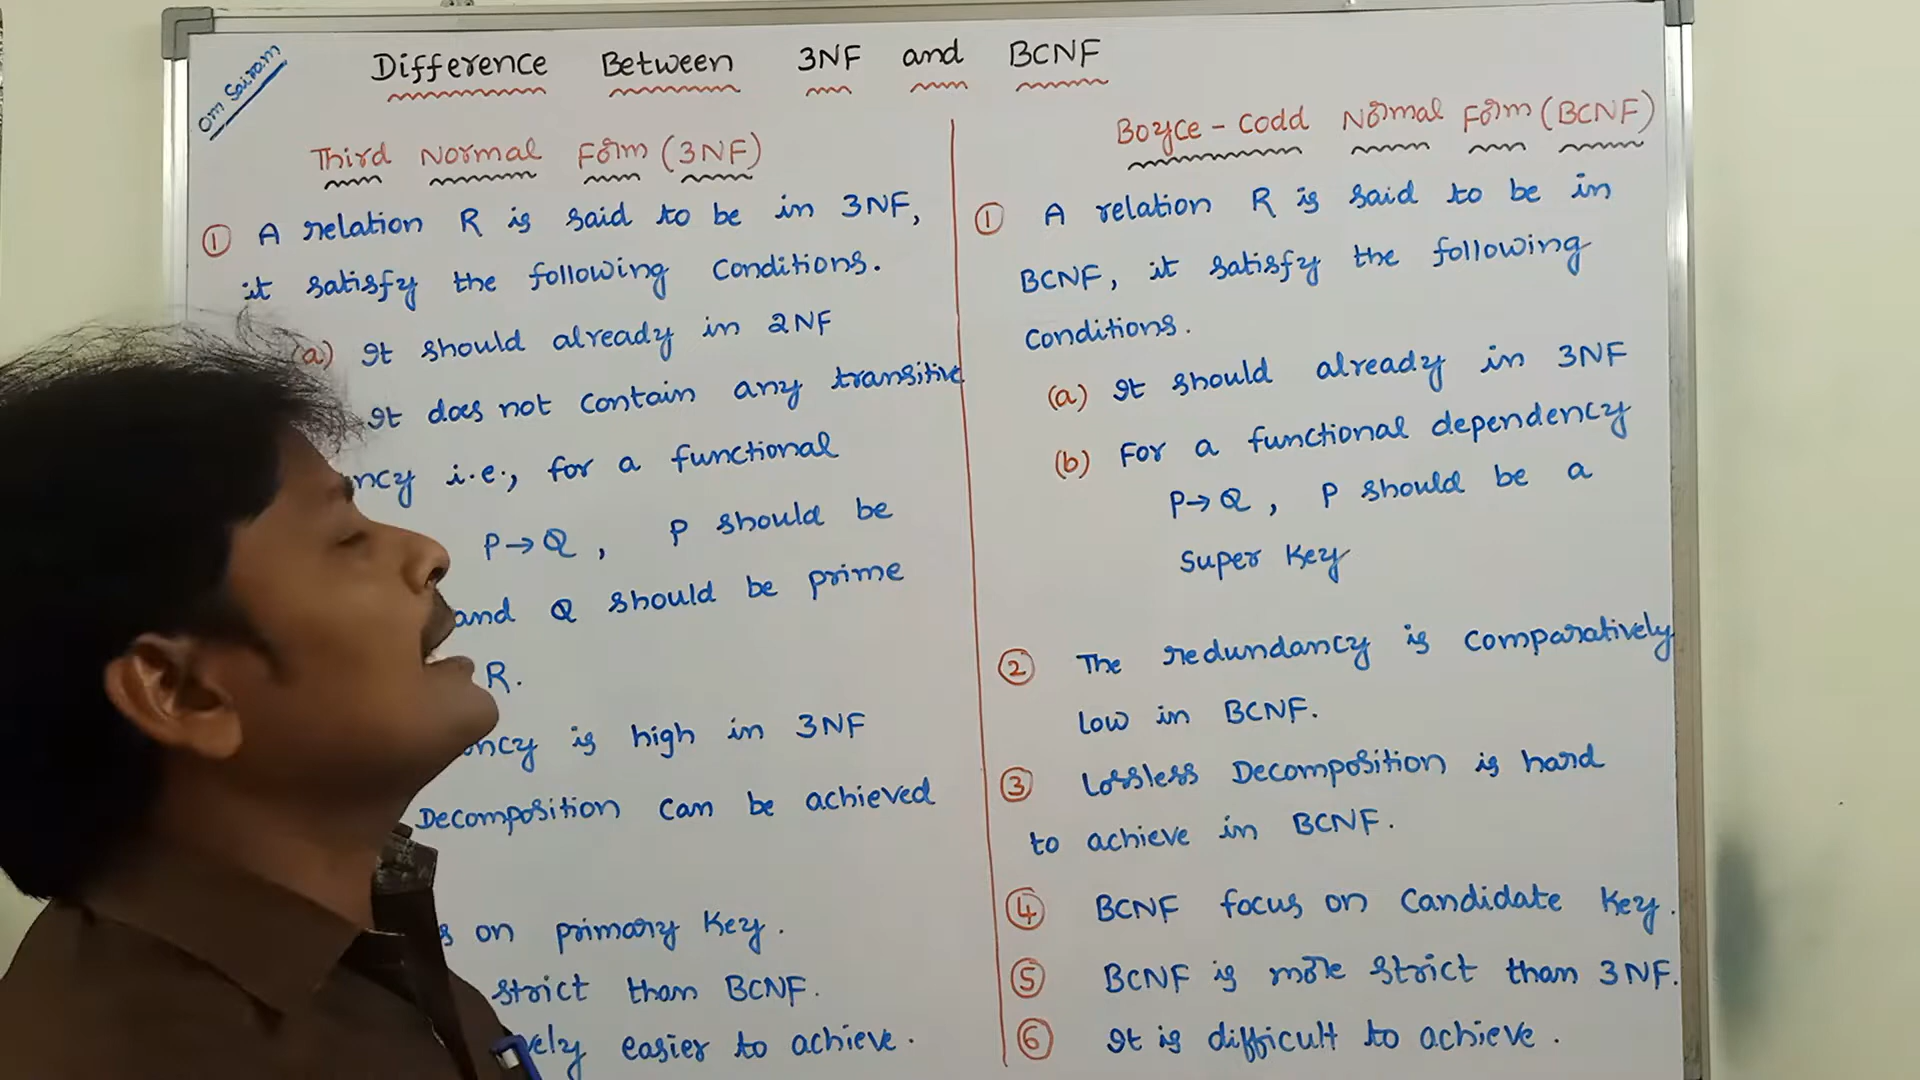 Om Sairam
Difference Between 3NF and BCNF
Third Normal Form (3NF)
① A relation R is said to be in 3NF,
it satisfy the following conditions.
(a) It should already in 2NF
It does not contain any transitive
ncy i.e., for a functional
P→Q, P should be
and Q should be prime
R.
ncy is high in 3NF
Decomposition can be achieved
s on primary key.
strict than BCNF.
vely easier to achieve.
Boyce-Codd Normal Form (BCNF)
① A relation R is said to be in
BCNF, it satisfy the following
conditions.
(a) It should already in 3NF
(b) For a functional dependency
P→Q, P should be a
super key
② The redundancy is comparatively
low in BCNF.
③ Lossless Decomposition is hard
to achieve in BCNF.
④ BCNF focus on candidate key.
⑤ BCNF is more strict than 3NF.
⑥ It is difficult to achieve.